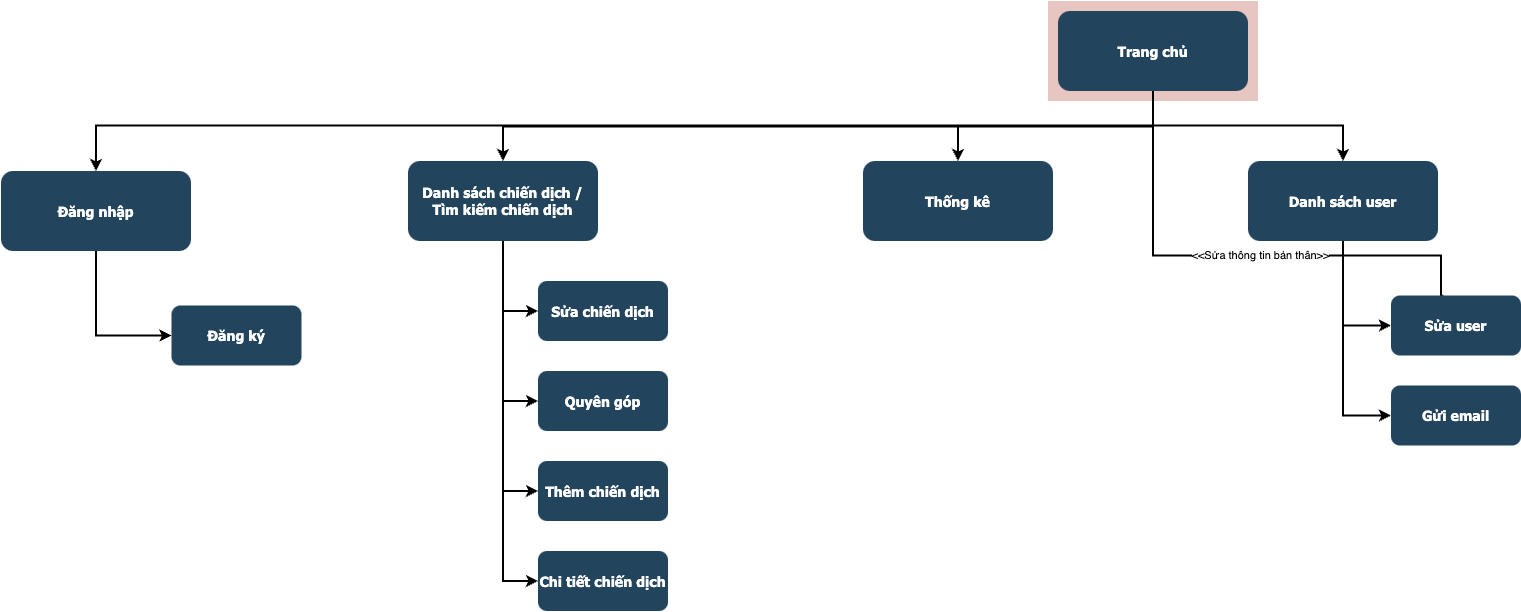 Trang chủ
Đăng nhập
Danh sách chiến dịch /
Tìm kiếm chiến dịch
Thống kê
Danh sách user
<<Sửa thông tin bản thân>>
Đăng ký
Sửa chiến dịch
Quyên góp
Thêm chiến dịch
Chi tiết chiến dịch
Sửa user
Gửi email